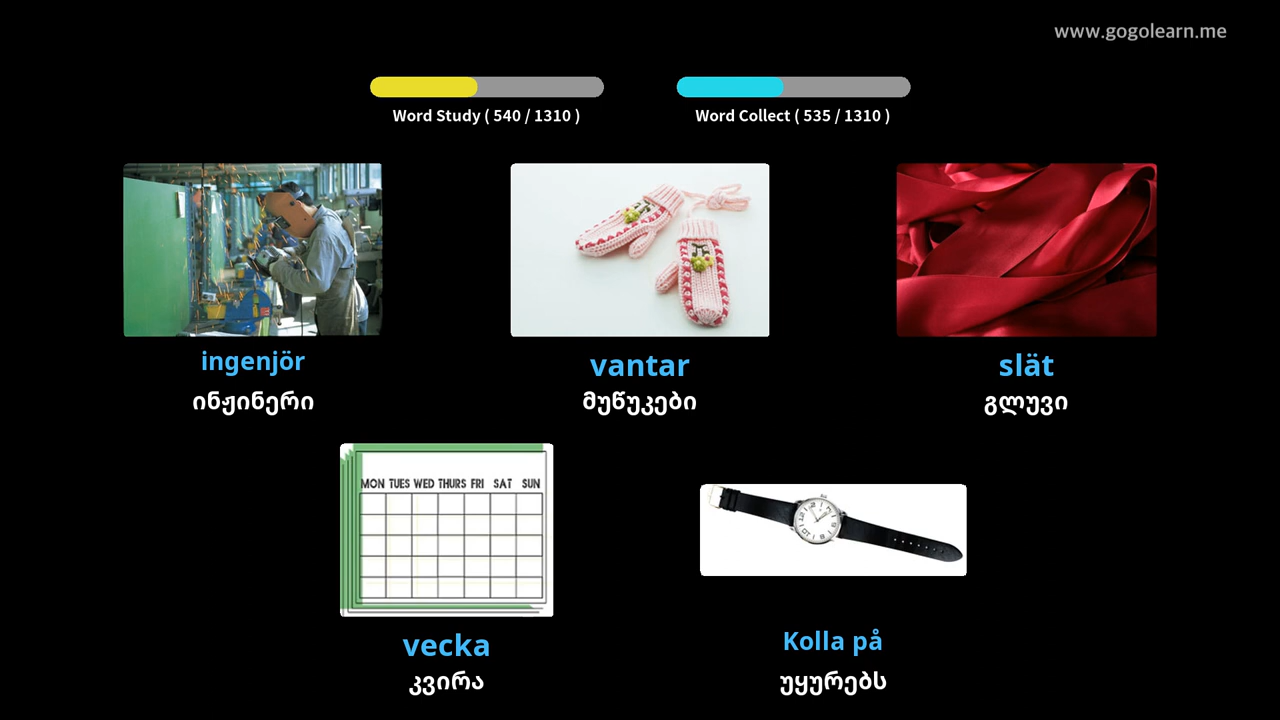 www.gogolearn.me
Word Study ( 540 / 1310 )
Word Collect ( 535 / 1310 )
ingenjör
ინჟინერი
vantar
მუწუკები
slät
გლუვი
MON TUES WED THURS FRI SAT SUN
vecka
კვირა
Kolla på
უყურებს